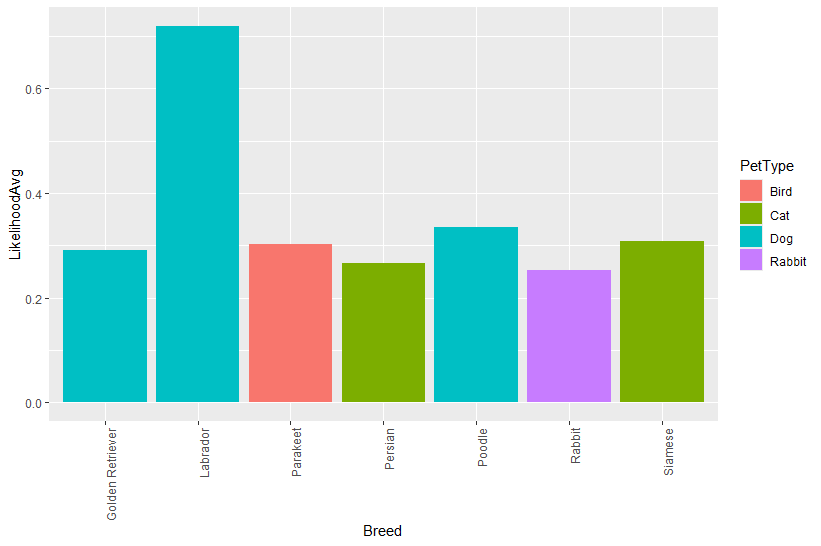 LikelihoodAvg
0.6
0.4
0.2
0.0
Golden Retriever
Labrador
Parakeet
Persian
Poodle
Rabbit
Siamese
Breed
PetType
Bird
Cat
Dog
Rabbit